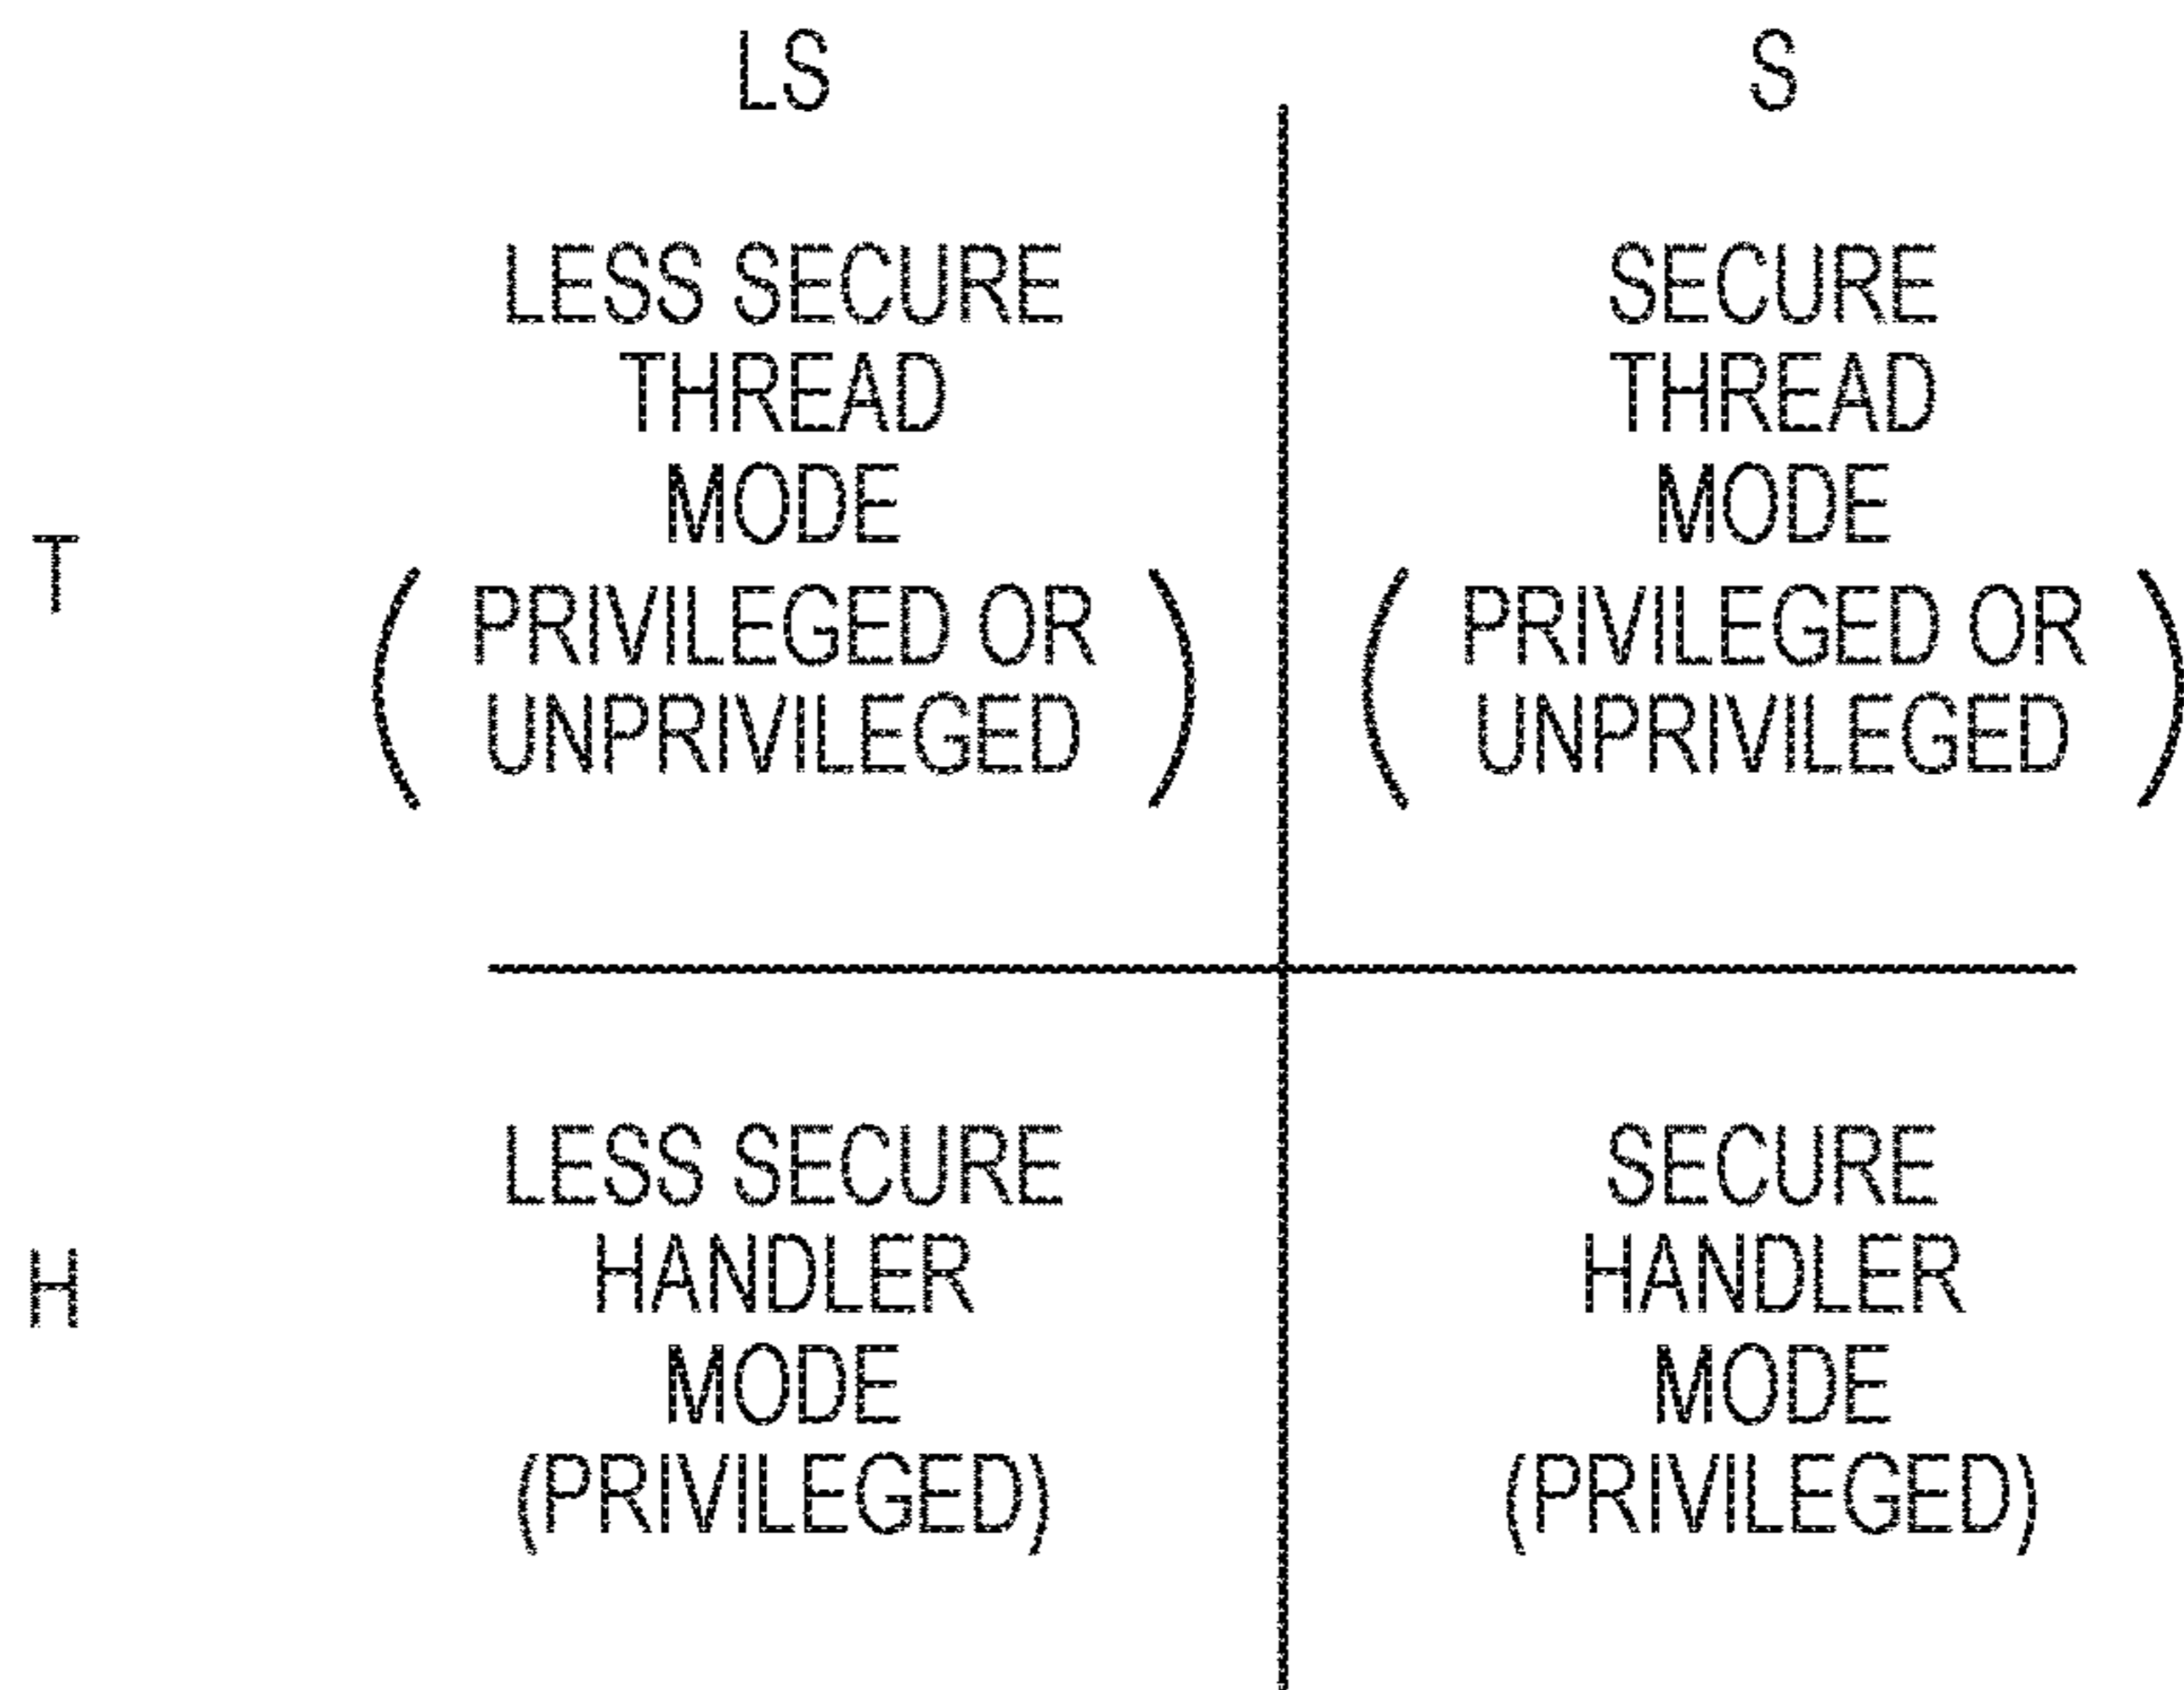 LS
S
T
LESS SECURE
THREAD
MODE
( PRIVILEGED OR
UNPRIVILEGED )
SECURE
THREAD
MODE
( PRIVILEGED OR
UNPRIVILEGED )
H
LESS SECURE
HANDLER
MODE
(PRIVILEGED)
SECURE
HANDLER
MODE
(PRIVILEGED)